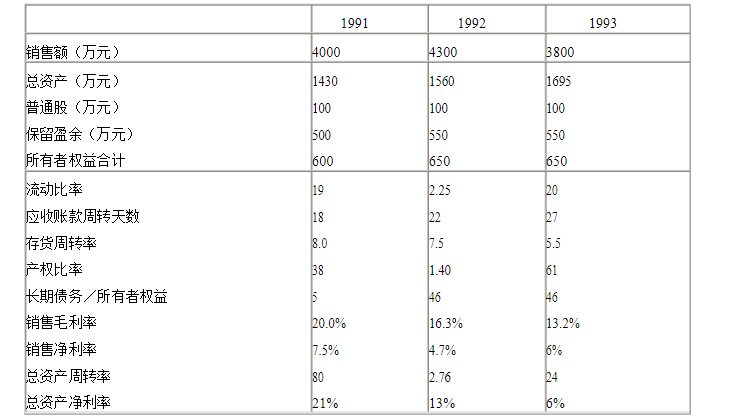 1991 1992 1993
销售额（万元） 4000 4300 3800
总资产（万元） 1430 1560 1695
普通股（万元） 100 100 100
保留盈余（万元） 500 550 550
所有者权益合计 600 650 650
流动比率 19 2.25 20
应收账款周转天数 18 22 27
存货周转率 8.0 7.5 5.5
产权比率 38 1.40 61
长期债务／所有者权益 5 46 46
销售毛利率 20.0% 16.3% 13.2%
销售净利率 7.5% 4.7% 6%
总资产周转率 80 2.76 24
总资产净利率 21% 13% 6%